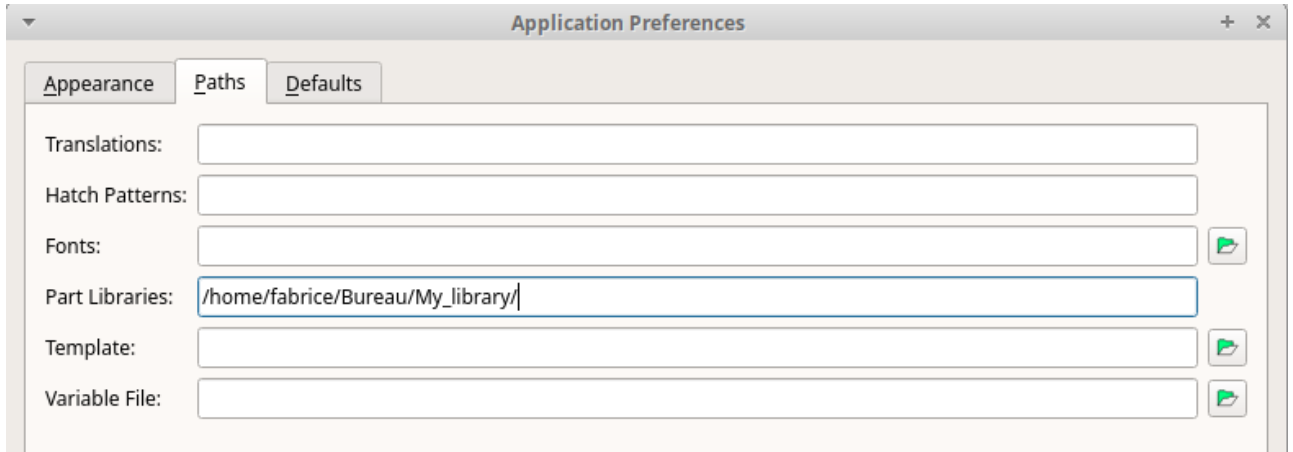 Application Preferences
Appearance Paths Defaults
Translations:
Hatch Patterns:
Fonts:
Part Libraries: /home/fabrice/Bureau/My_library/
Template:
Variable File: